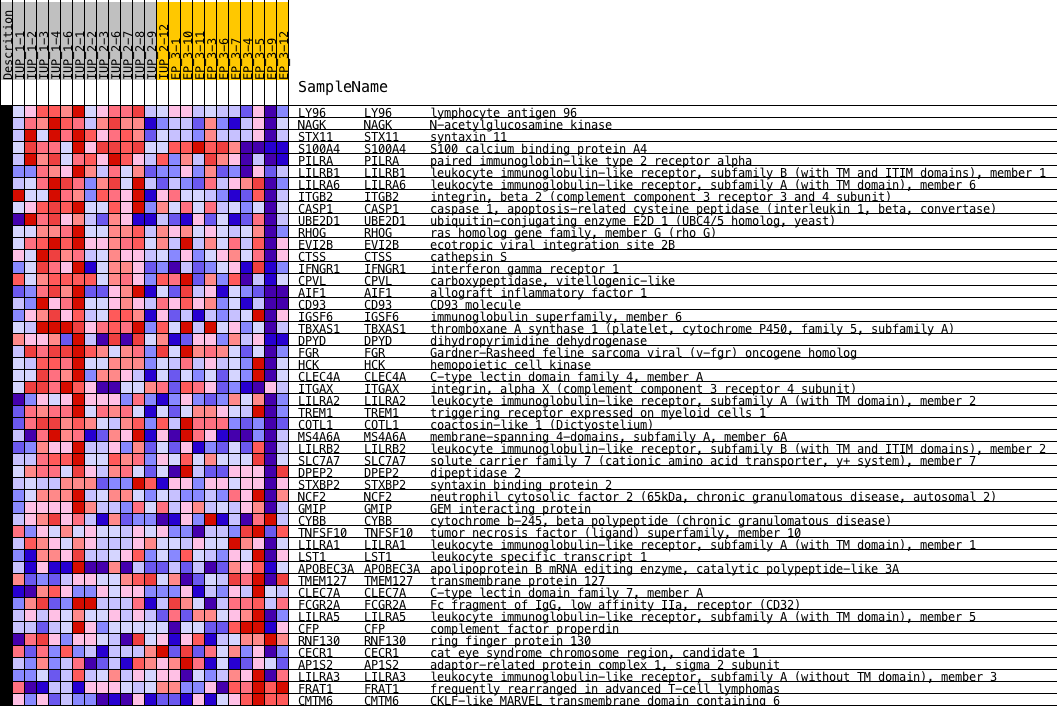 Descrition
IUP_1-1
IUP_1-2
IUP_1-3
IUP_1-4
IUP_1-6
IUP_2-1
IUP_2-2
IUP_2-3
IUP_2-6
IUP_2-7
IUP_2-8
IUP_2-9
IUP_2-12
EP_3-1
EP_3-10
EP_3-11
EP_3-3
EP_3-6
EP_3-7
EP_3-4
EP_3-5
EP_3-9
EP_3-12
SampleName
LY96 LY96 lymphocyte antigen 96
NAGK NAGK N-acetylglucosamine kinase
STX11 STX11 syntaxin 11
S100A4 S100A4 S100 calcium binding protein A4
PILRA PILRA paired immunoglobin-like type 2 receptor alpha
LILRB1 LILRB1 leukocyte immunoglobulin-like receptor, subfamily B (with TM and ITIM domains), member 1
LILRA6 LILRA6 leukocyte immunoglobulin-like receptor, subfamily A (with TM domain), member 6
ITGB2 ITGB2 integrin, beta 2 (complement component 3 receptor 3 and 4 subunit)
CASP1 CASP1 caspase 1, apoptosis-related cysteine peptidase (interleukin 1, beta, convertase)
UBE2D1 UBE2D1 ubiquitin-conjugating enzyme E2D 1 (UBC4/5 homolog, yeast)
RHOG RHOG ras homolog gene family, member G (rho G)
EVI2B EVI2B ecotropic viral integration site 2B
CTSS CTSS cathepsin S
IFNGR1 IFNGR1 interferon gamma receptor 1
CPVL CPVL carboxypeptidase, vitellogenic-like
AIF1 AIF1 allograft inflammatory factor 1
CD93 CD93 CD93 molecule
IGSF6 IGSF6 immunoglobulin superfamily, member 6
TBXAS1 TBXAS1 thromboxane A synthase 1 (platelet, cytochrome P450, family 5, subfamily A)
DPYD DPYD dihydropyrimidine dehydrogenase
FGR FGR Gardner-Rasheed feline sarcoma viral (v-fgr) oncogene homolog
HCK HCK hemopoietic cell kinase
CLEC4A CLEC4A C-type lectin domain family 4, member A
ITGAX ITGAX integrin, alpha X (complement component 3 receptor 4 subunit)
LILRA2 LILRA2 leukocyte immunoglobulin-like receptor, subfamily A (with TM domain), member 2
TREM1 TREM1 triggering receptor expressed on myeloid cells 1
COTL1 COTL1 coactosin-like 1 (Dictyostelium)
MS4A6A MS4A6A membrane-spanning 4-domains, subfamily A, member 6A
LILRB2 LILRB2 leukocyte immunoglobulin-like receptor, subfamily B (with TM and ITIM domains), member 2
SLC7A7 SLC7A7 solute carrier family 7 (cationic amino acid transporter, y+ system), member 7
DPEP2 DPEP2 dipeptidase 2
STXBP2 STXBP2 syntaxin binding protein 2
NCF2 NCF2 neutrophil cytosolic factor 2 (65kDa, chronic granulomatous disease, autosomal 2)
GMIP GMIP GEM interacting protein
CYBB CYBB cytochrome b-245, beta polypeptide (chronic granulomatous disease)
TNFSF10 TNFSF10 tumor necrosis factor (ligand) superfamily, member 10
LILRA1 LILRA1 leukocyte immunoglobulin-like receptor, subfamily A (with TM domain), member 1
LST1 LST1 leukocyte specific transcript 1
APOBEC3A APOBEC3A apolipoprotein B mRNA editing enzyme, catalytic polypeptide-like 3A
TMEM127 TMEM127 transmembrane protein 127
CLEC7A CLEC7A C-type lectin domain family 7, member A
FCGR2A FCGR2A Fc fragment of IgG, low affinity IIa, receptor (CD32)
LILRA5 LILRA5 leukocyte immunoglobulin-like receptor, subfamily A (with TM domain), member 5
CFP CFP complement factor properdin
RNF130 RNF130 ring finger protein 130
CECR1 CECR1 cat eye syndrome chromosome region, candidate 1
AP1S2 AP1S2 adaptor-related protein complex 1, sigma 2 subunit
LILRA3 LILRA3 leukocyte immunoglobulin-like receptor, subfamily A (without TM domain), member 3
FRAT1 FRAT1 frequently rearranged in advanced T-cell lymphomas
CMTM6 CMTM6 CKLF-like MARVEL transmembrane domain containing 6